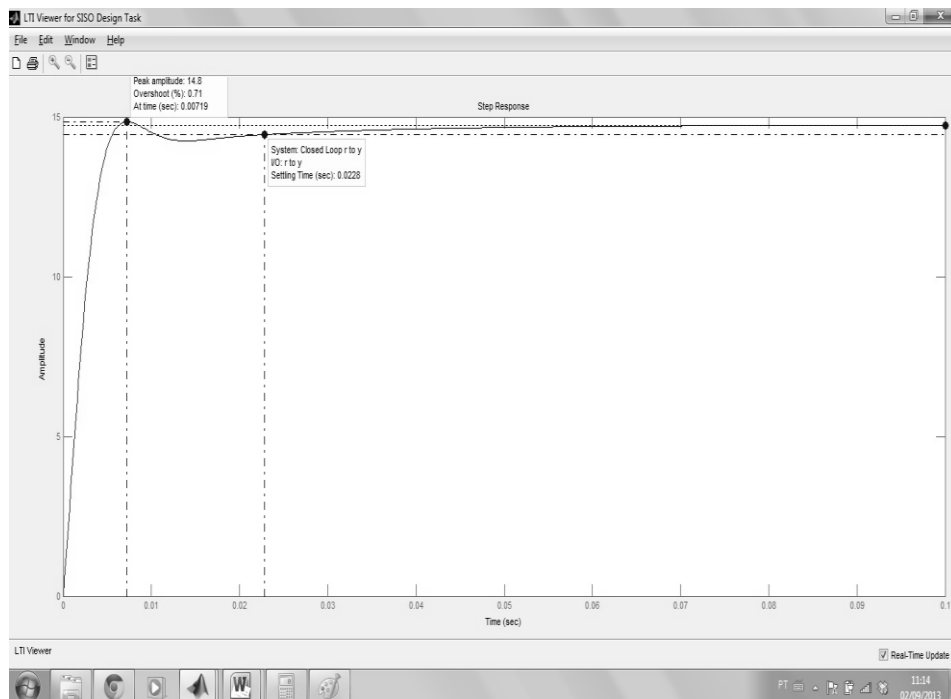 LTI Viewer for SISO Design Task
File Edit Window Help
Peak amplitude: 14.8
Overshoot (%): 0.71
At time (sec): 0.00719
Step Response
System: Closed Loop r to y
I/O: r to y
Settling Time (sec): 0.0228
15
10
5
0
Amplitude
0 0.01 0.02 0.03 0.04 0.05 0.06 0.07 0.08 0.09 0.1
Time (sec)
LTI Viewer
Real-Time Update
W
PT
11:14
02/09/2013